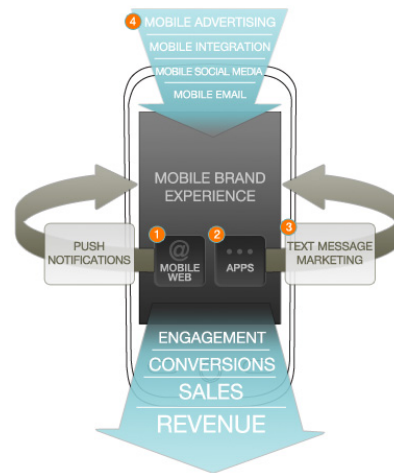 4 MOBILE ADVERTISING
MOBILE INTEGRATION
MOBILE SOCIAL MEDIA
MOBILE EMAIL
MOBILE BRAND
EXPERIENCE
PUSH
NOTIFICATIONS
1
@
MOBILE
WEB
2
APPS
3
TEXT MESSAGE
MARKETING
ENGAGEMENT
CONVERSIONS
SALES
REVENUE